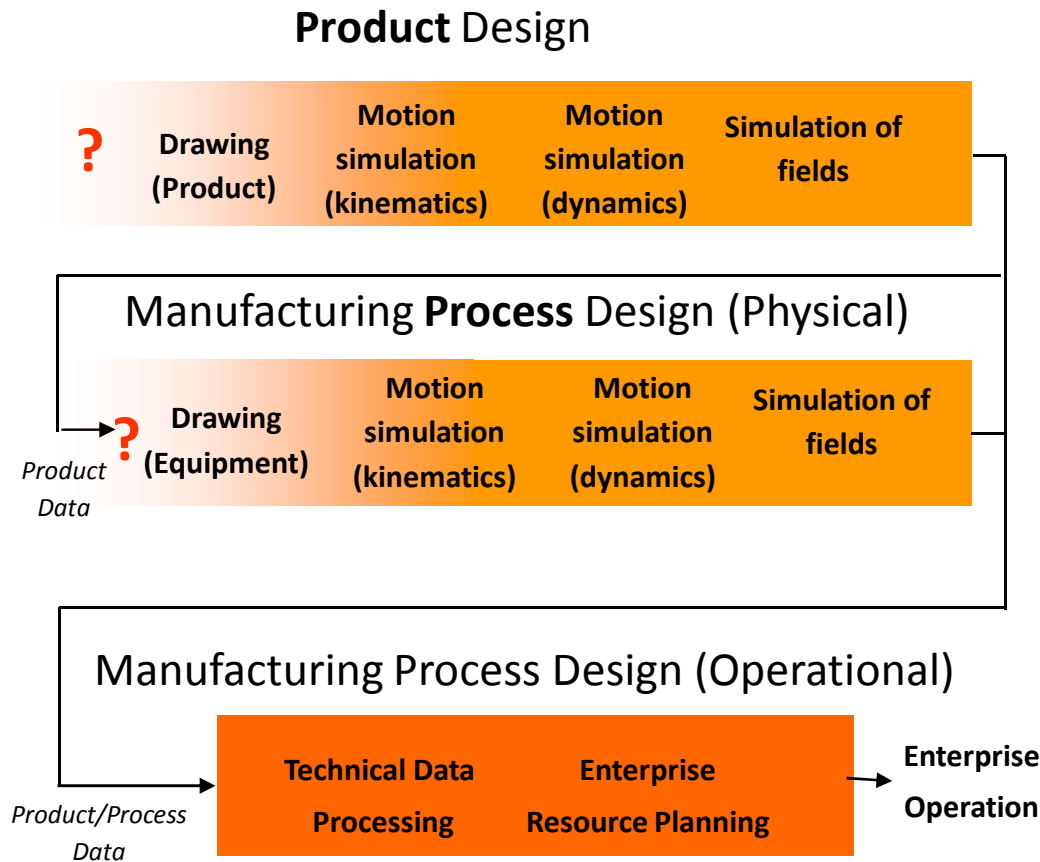 Product Design
?
Drawing
(Product)
Motion
simulation
(kinematics)
Motion
simulation
(dynamics)
Simulation of
fields
Manufacturing Process Design (Physical)
Product
Data
?
Drawing
(Equipment)
Motion
simulation
(kinematics)
Motion
simulation
(dynamics)
Simulation of
fields
Manufacturing Process Design (Operational)
Product/Process
Data
Technical Data
Processing
Enterprise
Resource Planning
Enterprise
Operation